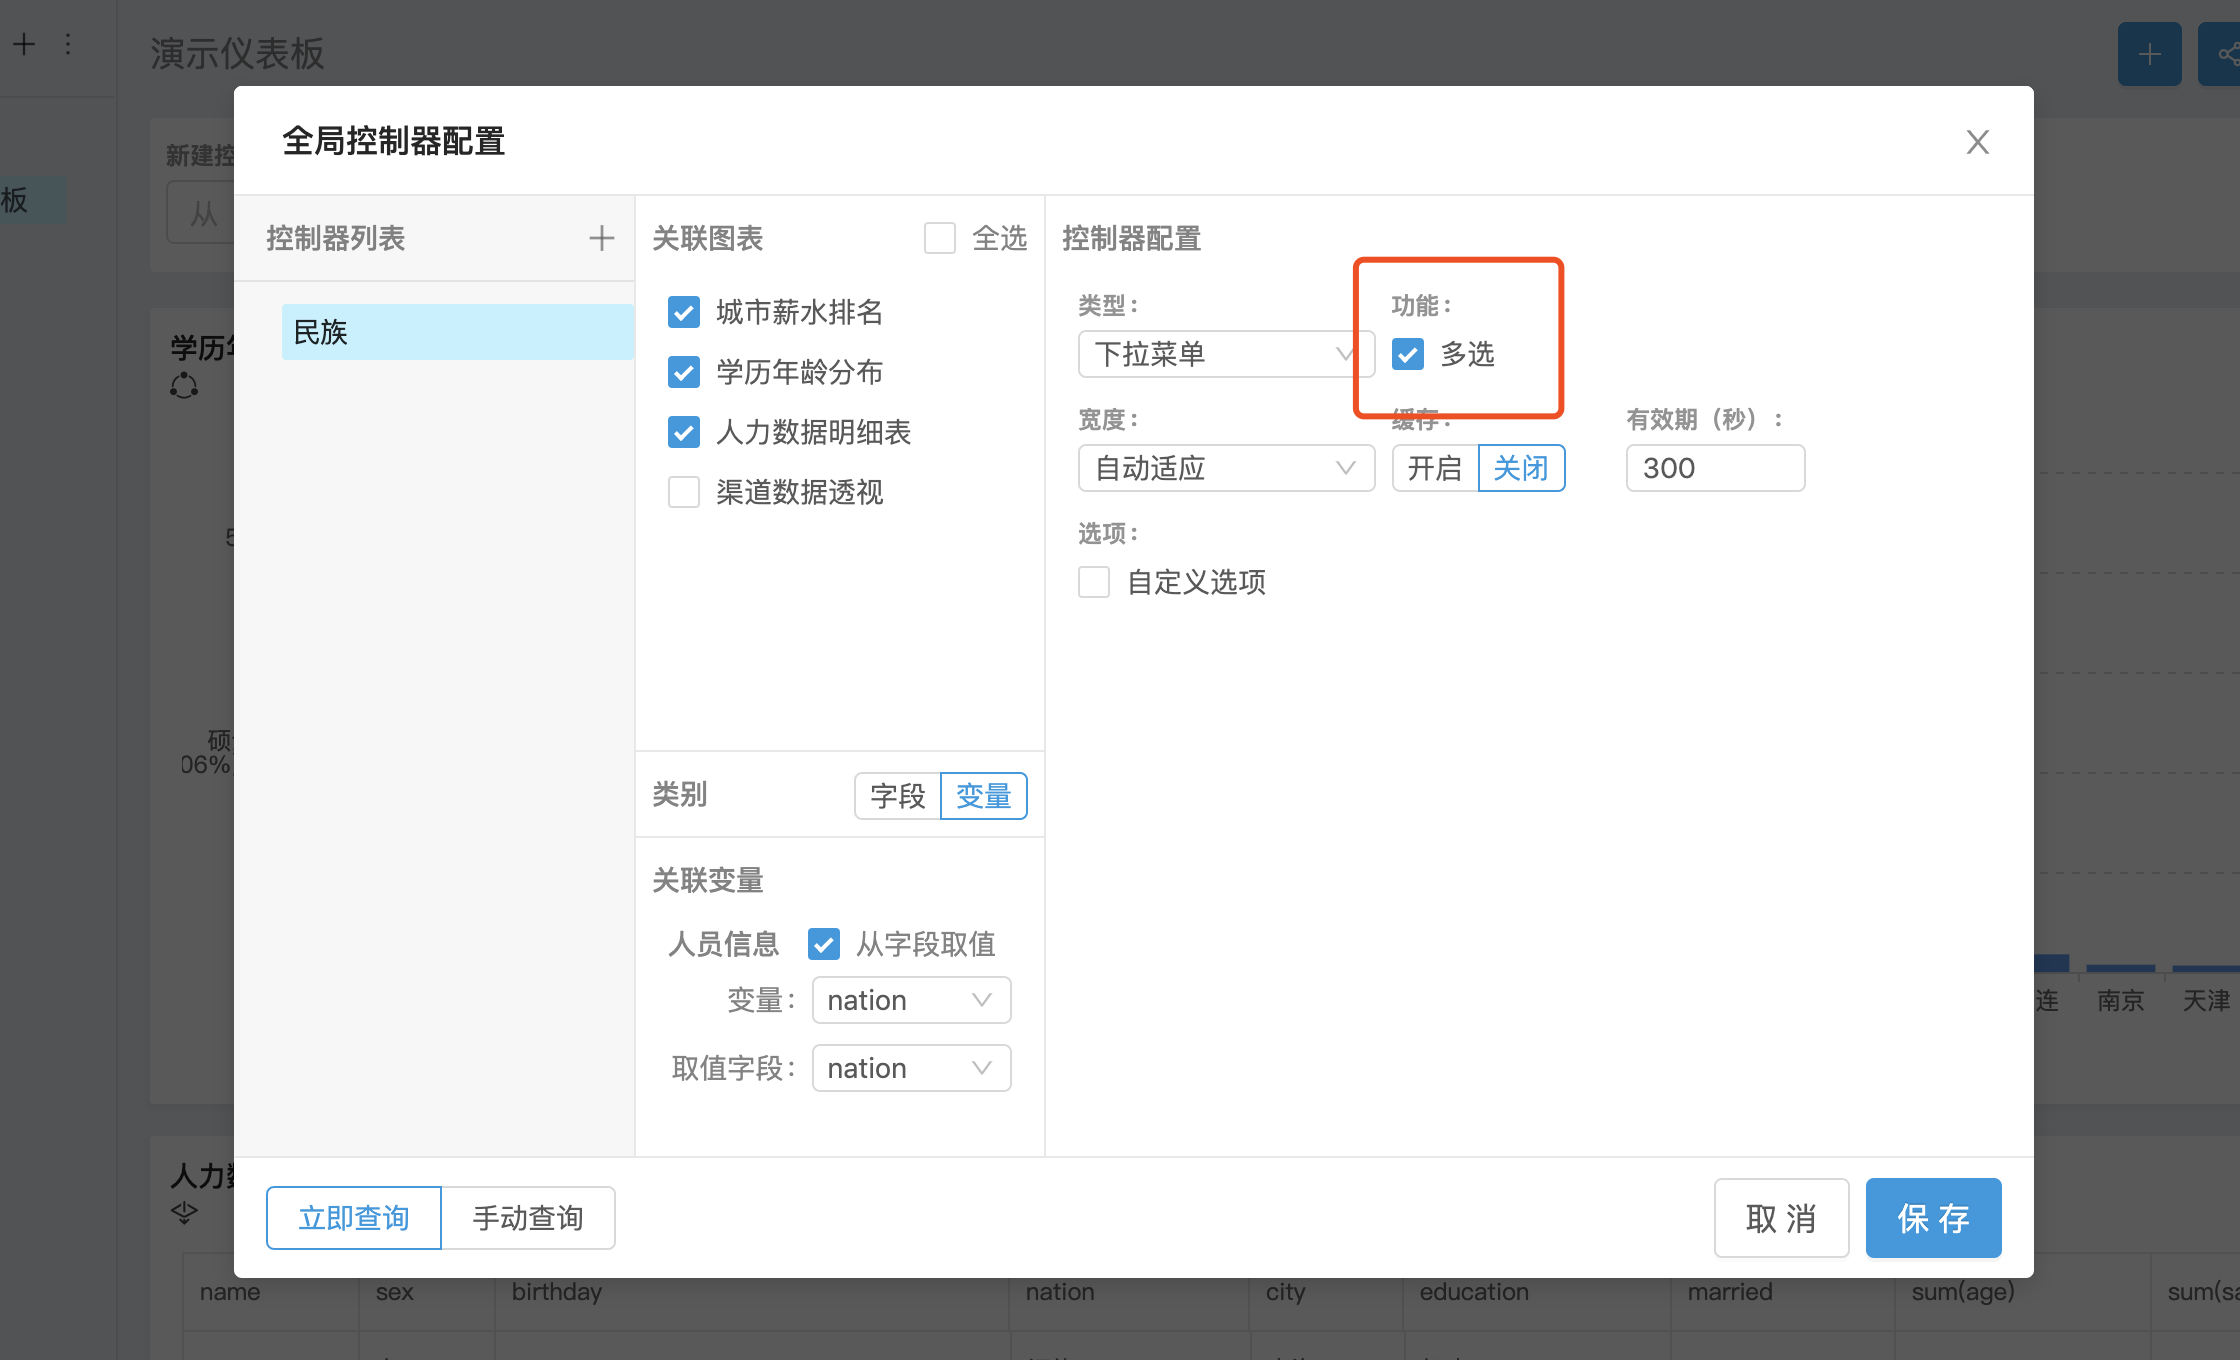 演示仪表板
板
新建控
从
全局控制器配置
控制器列表
民族
关联图表
全选
城市薪水排名
学历年龄分布
人力数据明细表
渠道数据透视
类别
字段
变量
关联变量
人员信息
从字段取值
变量：
nation
取值字段：
nation
控制器配置
类型：
功能：
下拉菜单
多选
宽度：
缓存：
有效期（秒）：
自动适应
开启
关闭
300
选项：
自定义选项
立即查询
手动查询
取 消
保 存
学历
硕
06%
连
南京
天津
人力
name
sex
birthday
nation
city
education
married
sum(age)
sum(sa